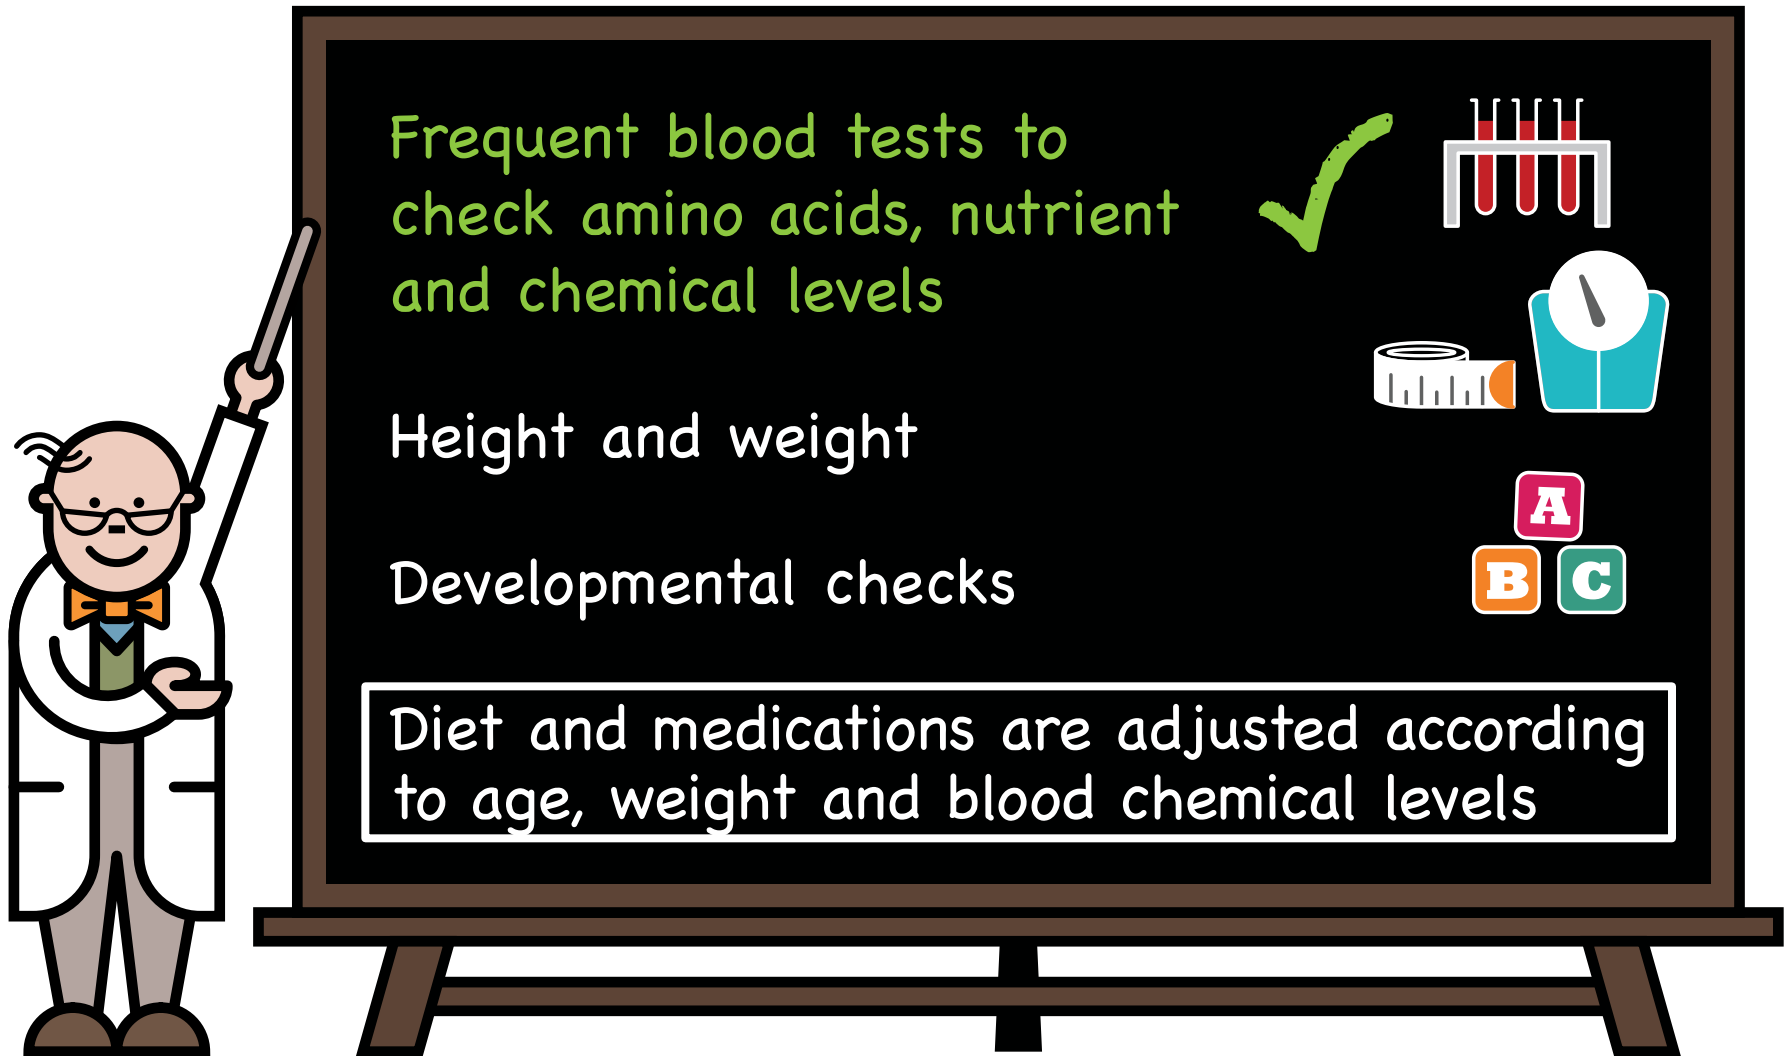 Frequent blood tests to
check amino acids, nutrient
and chemical levels
Height and weight
Developmental checks
A
B C
Diet and medications are adjusted according
to age, weight and blood chemical levels